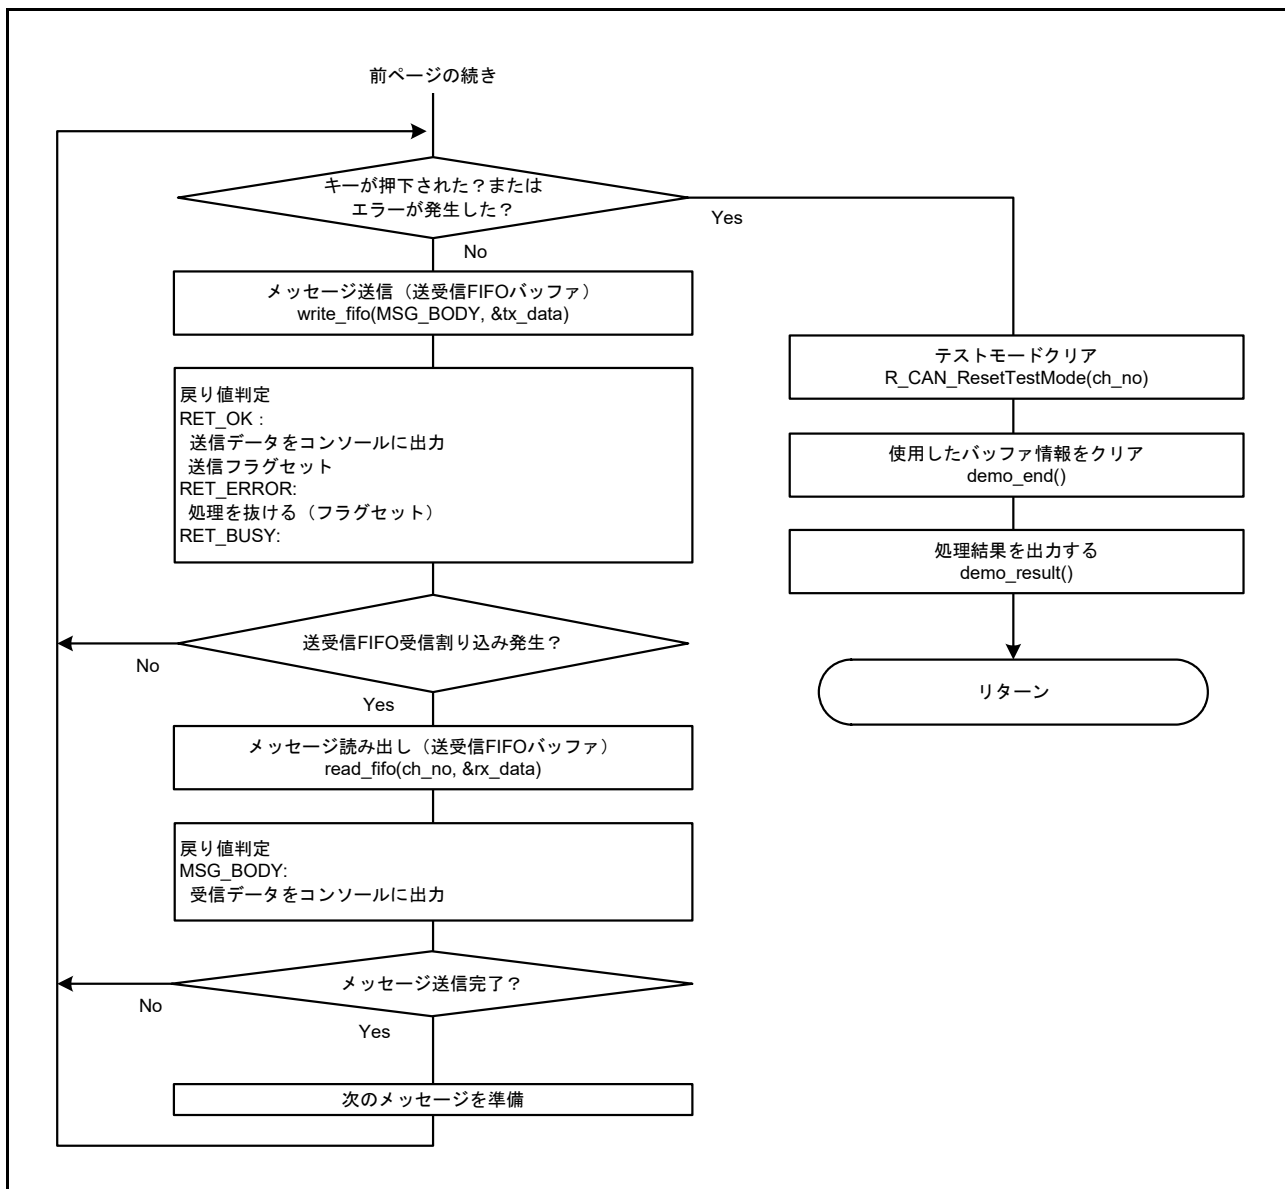 前ページの続き
キーが押下された？または
エラーが発生した？
Yes
No
メッセージ送信（送受信FIFOバッファ）
write_fifo(MSG_BODY, &tx_data)
戻り値判定
RET_OK :
送信データをコンソールに出力
送信フラグセット
RET_ERROR:
処理を抜ける（フラグセット）
RET_BUSY:
送受信FIFO受信割り込み発生？
No
Yes
メッセージ読み出し（送受信FIFOバッファ）
read_fifo(ch_no, &rx_data)
戻り値判定
MSG_BODY:
受信データをコンソールに出力
メッセージ送信完了？
No
Yes
次のメッセージを準備
テストモードクリア
R_CAN_ResetTestMode(ch_no)
使用したバッファ情報をクリア
demo_end()
処理結果を出力する
demo_result()
リターン